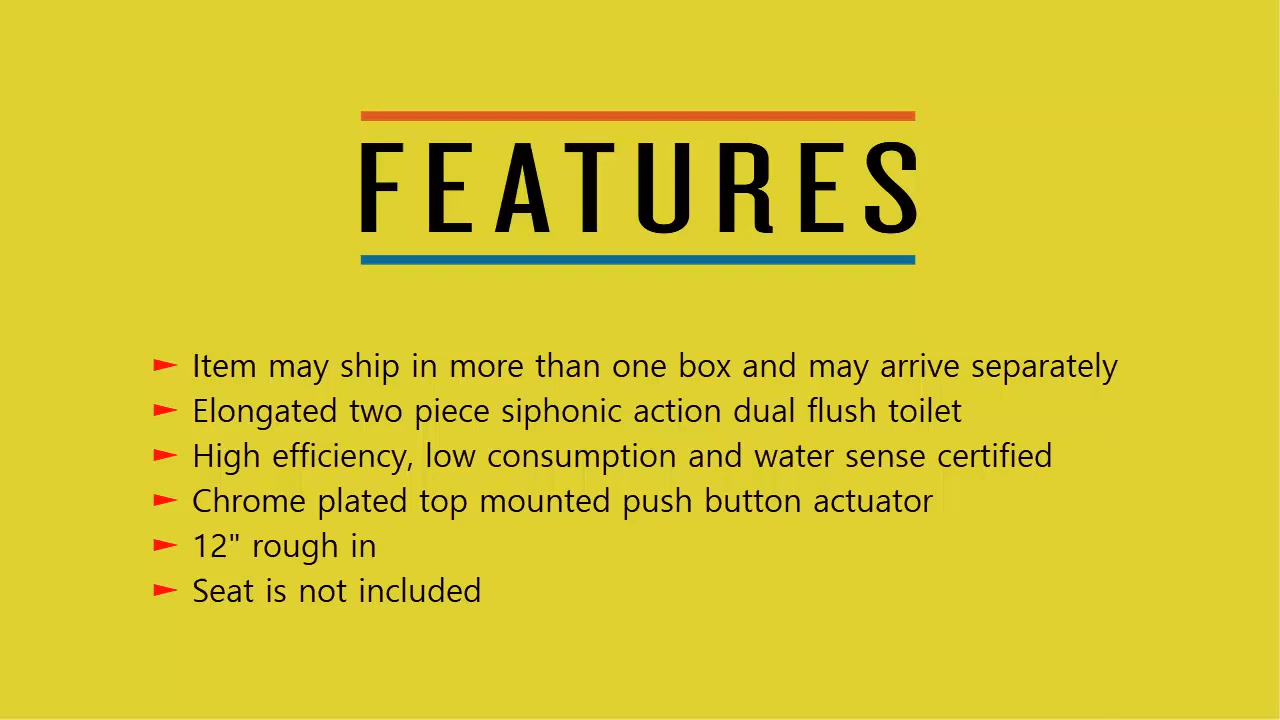 FEATURES
► Item may ship in more than one box and may arrive separately
► Elongated two piece siphonic action dual flush toilet
► High efficiency, low consumption and water sense certified
► Chrome plated top mounted push button actuator
► 12" rough in
► Seat is not included